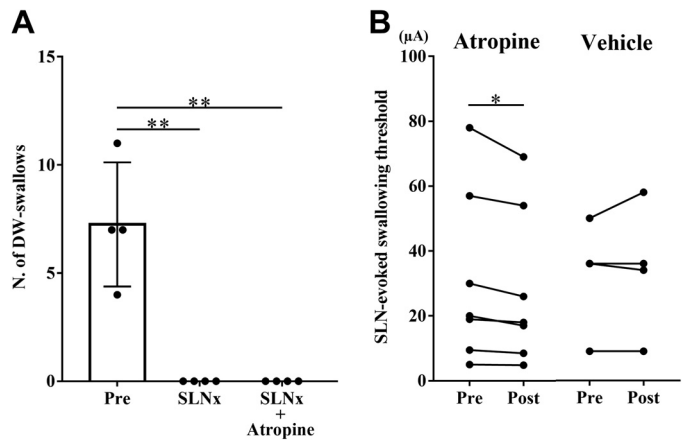 A
N. of DW-swallows
15
10
5
0
**
**
Pre
SLNx
SLNx
+
Atropine
B
(μA)
Atropine
Vehicle
SLN-evoked swallowing threshold
100
80
60
40
20
0
*
Pre
Post
Pre
Post